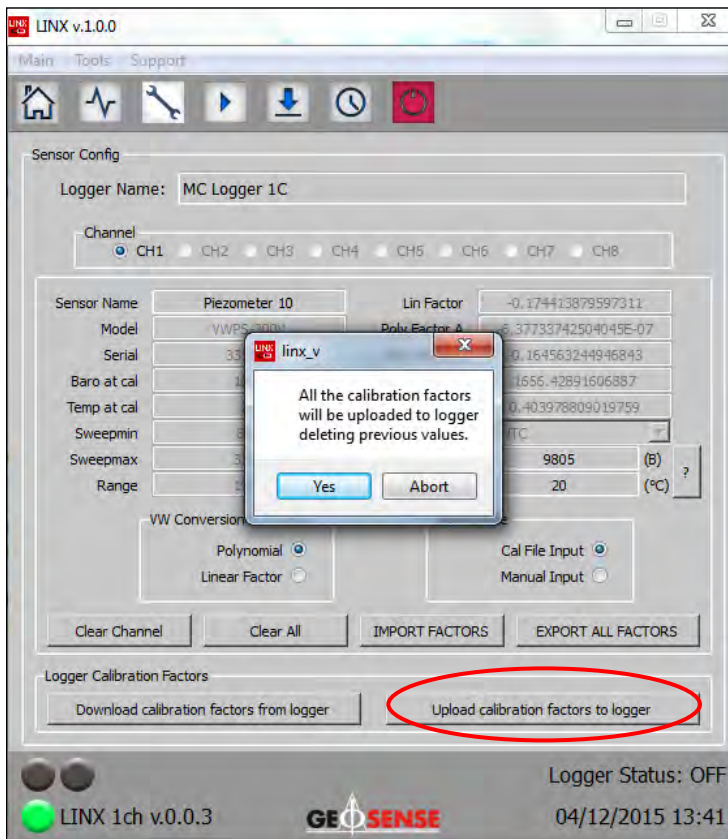 LINX v.1.0.0
Main Tools Support
Sensor Config
Logger Name: MC Logger 1C
Channel
CH1 CH2 CH3 CH4 CH5 CH6 CH7 CH8
Sensor Name Piezometer 10 Lin Factor -0.174413879597311
Model Poly Factor A 6.37733742504045E-07
Serial 0.164563244946843
Baro at cal 1656.42891606887
Temp at cal 0.403978809019759
Sweepmin
Sweepmax 9805 (B)
Range 20 (ºC)
?
linx_v
All the calibration factors
will be uploaded to logger
deleting previous values.
Yes Abort
VW Conversion
Polynomial Cal File Input
Linear Factor Manual Input
Clear Channel Clear All IMPORT FACTORS EXPORT ALL FACTORS
Logger Calibration Factors
Download calibration factors from logger Upload calibration factors to logger
Logger Status: OFF
LINX 1ch v.0.0.3 GEOSENSE 04/12/2015 13:41